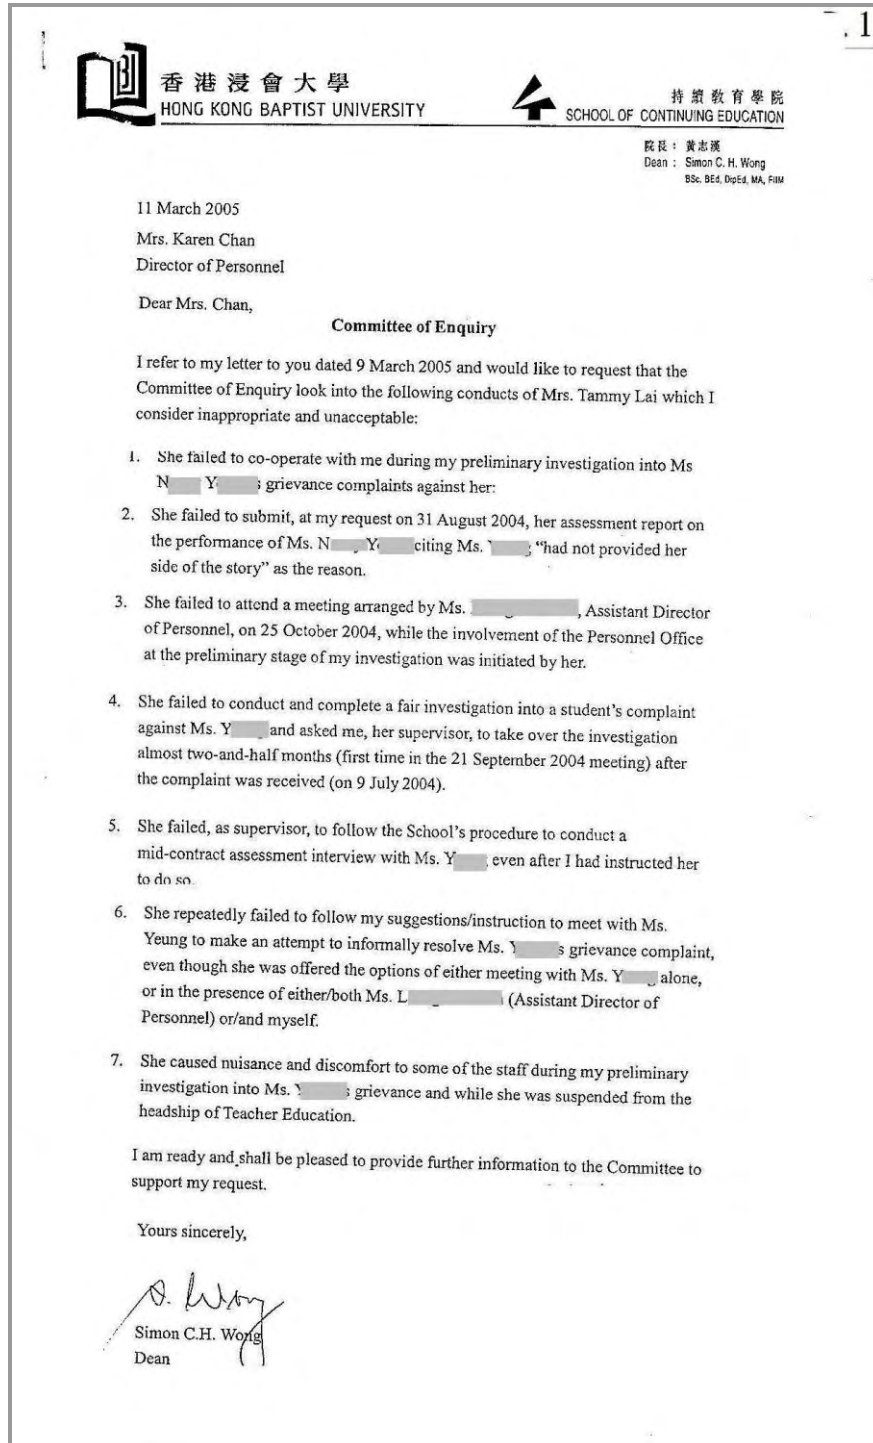 . 1
香港浸會大學
HONG KONG BAPTIST UNIVERSITY
持續教育學院
SCHOOL OF CONTINUING EDUCATION
院長：黃志漢
Dean : Simon C. H. Wong
BSc, BEd, DipEd, MA, FIIM
11 March 2005
Mrs. Karen Chan
Director of Personnel
Dear Mrs. Chan,
Committee of Enquiry
I refer to my letter to you dated 9 March 2005 and would like to request that the
Committee of Enquiry look into the following conducts of Mrs. Tammy Lai which I
consider inappropriate and unacceptable:
1. She failed to co-operate with me during my preliminary investigation into Ms
N Y s grievance complaints against her:
2. She failed to submit, at my request on 31 August 2004, her assessment report on
the performance of Ms. N Y citing Ms. "had not provided her
side of the story" as the reason.
3. She failed to attend a meeting arranged by Ms. , Assistant Director
of Personnel, on 25 October 2004, while the involvement of the Personnel Office
at the preliminary stage of my investigation was initiated by her.
4. She failed to conduct and complete a fair investigation into a student's complaint
against Ms. Y and asked me, her supervisor, to take over the investigation
almost two-and-half months (first time in the 21 September 2004 meeting) after
the complaint was received (on 9 July 2004).
5. She failed, as supervisor, to follow the School's procedure to conduct a
mid-contract assessment interview with Ms. Y even after I had instructed her
to do so.
6. She repeatedly failed to follow my suggestions/instruction to meet with Ms.
Yeung to make an attempt to informally resolve Ms. Y s grievance complaint,
even though she was offered the options of either meeting with Ms. Y alone,
or in the presence of either/both Ms. L (Assistant Director of
Personnel) or/and myself.
7. She caused nuisance and discomfort to some of the staff during my preliminary
investigation into Ms. s grievance and while she was suspended from the
headship of Teacher Education.
I am ready and shall be pleased to provide further information to the Committee to
support my request.
Yours sincerely,
S. Wong
Simon C.H. Wong
Dean